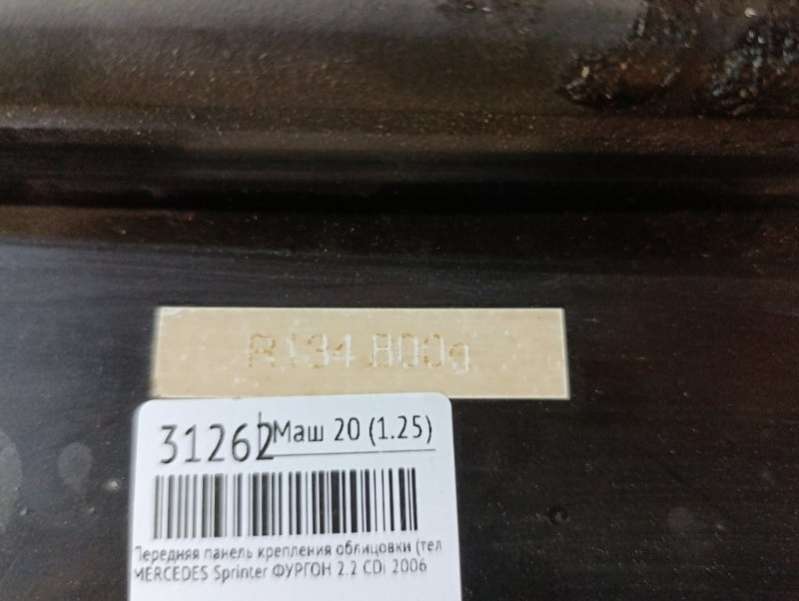 R134 800g
31262
Маш 20 (1.25)
Передняя панель крепления облицовки (тел
MERCEDES Sprinter ФУРГОН 2.2 CDi 2006